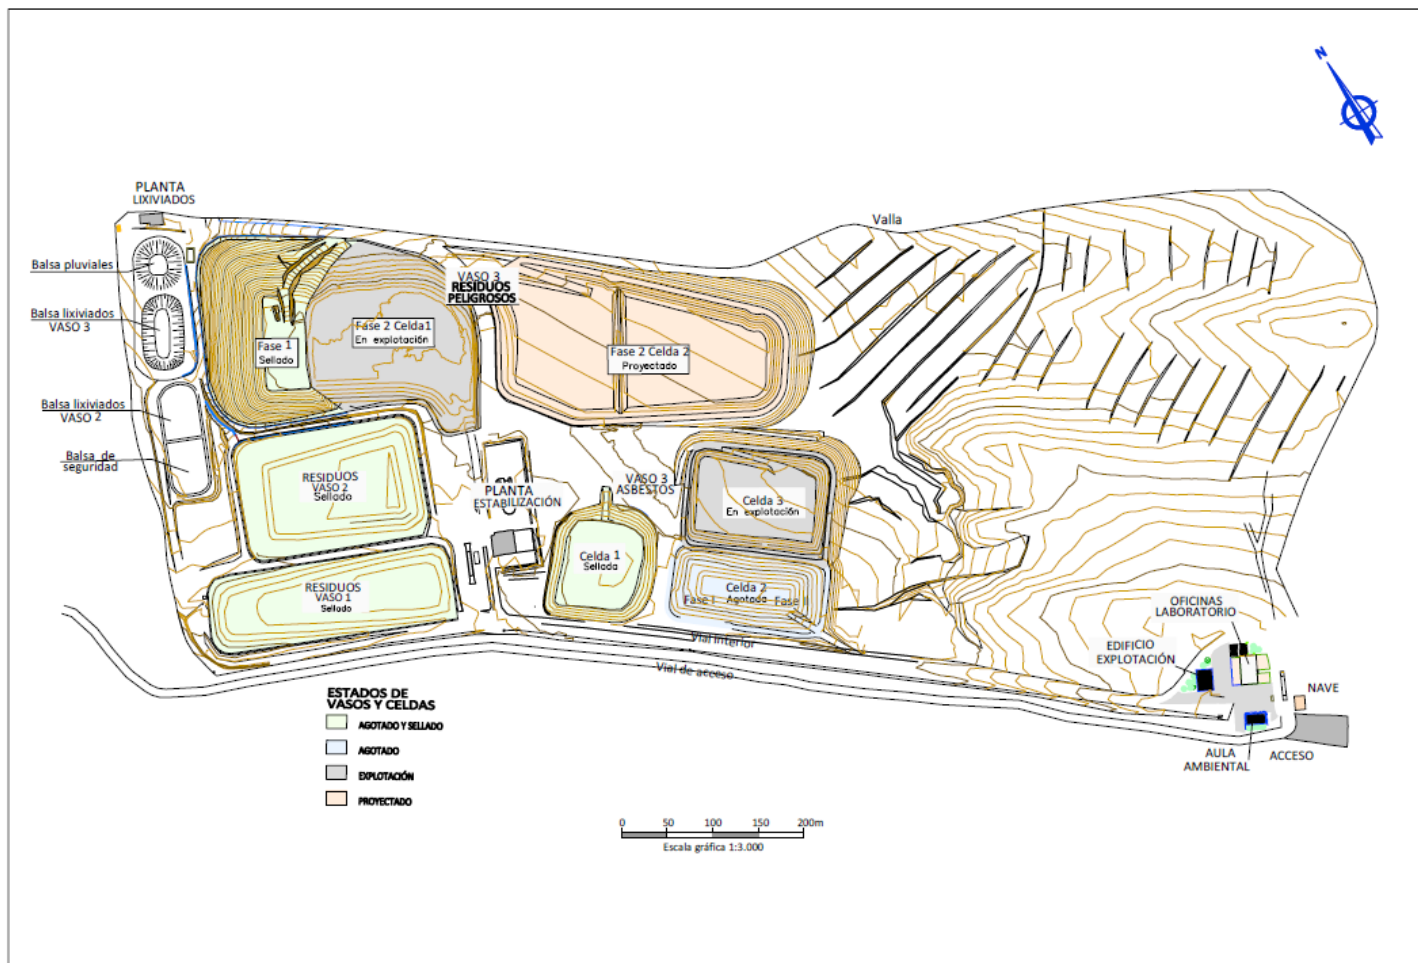 N
PLANTA
LIXIVIADOS
Valla
Balsa pluviales
VASO 3
RESIDUOS
PELIGROSOS
Balsa lixiviados
VASO 3
Fase 2 Celda1
En explotación
Fase 1
Sellado
Fase 2 Celda 2
Proyectado
Balsa lixiviados
VASO 2
Balsa de
seguridad
RESIDUOS
VASO 2
Sellado
PLANTA
ESTABILIZACIÓN
VASO 3
ASBESTOS
Celda 3
En explotación
Celda 1
Sellada
RESIDUOS
VASO 1
Sellado
Celda 2
Agotada
Fase I
Fase II
Vial interior
Vial de acceso
OFICINAS
LABORATORIO
EDIFICIO
EXPLOTACIÓN
NAVE
AULA
AMBIENTAL
ACCESO
ESTADOS DE
VASOS Y CELDAS
AGOTADO Y SELLADO
AGOTADO
EXPLOTACIÓN
PROYECTADO
0 50 100 150 200m
Escala gráfica 1:3.000